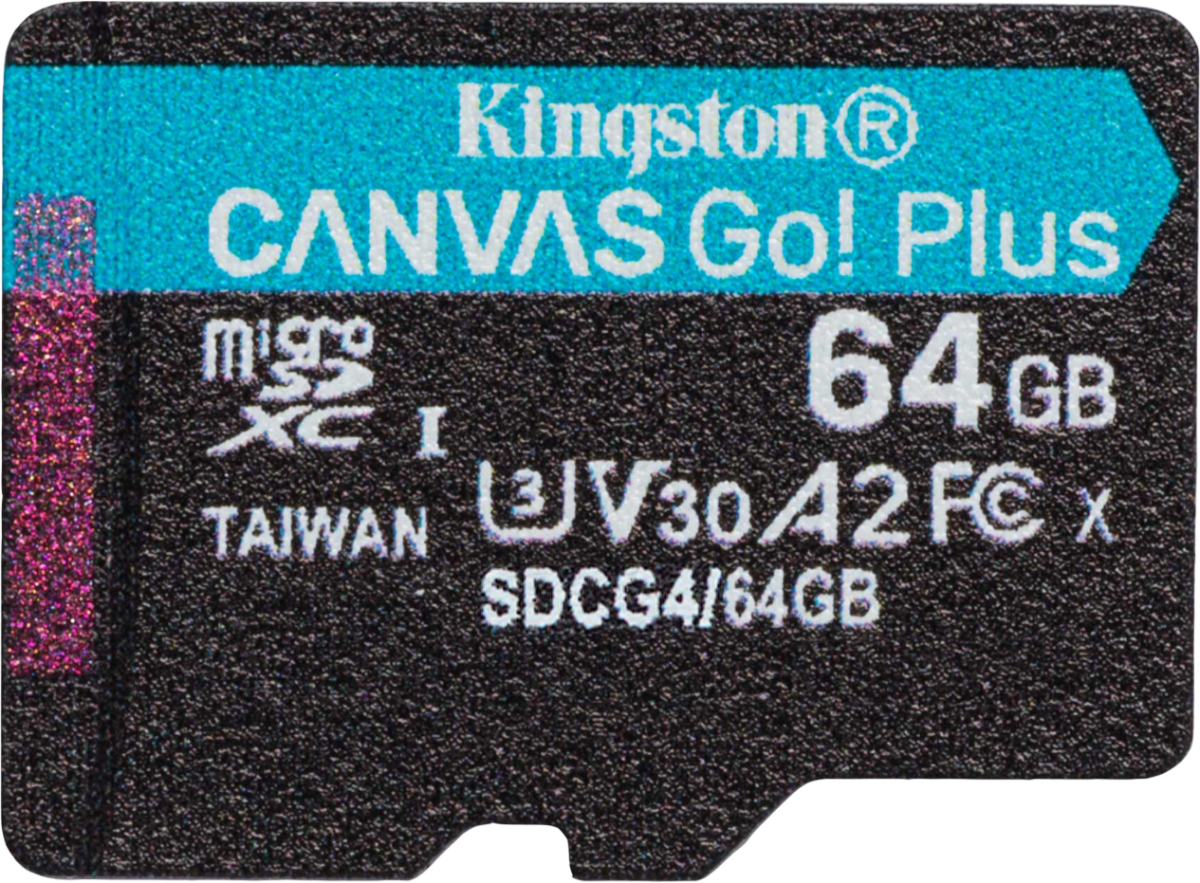 Kingston®
CANVAS Go! Plus
micro
SD
XC I
64GB
U3 V30 A2 FC X
TAIWAN
SDCG4/64GB